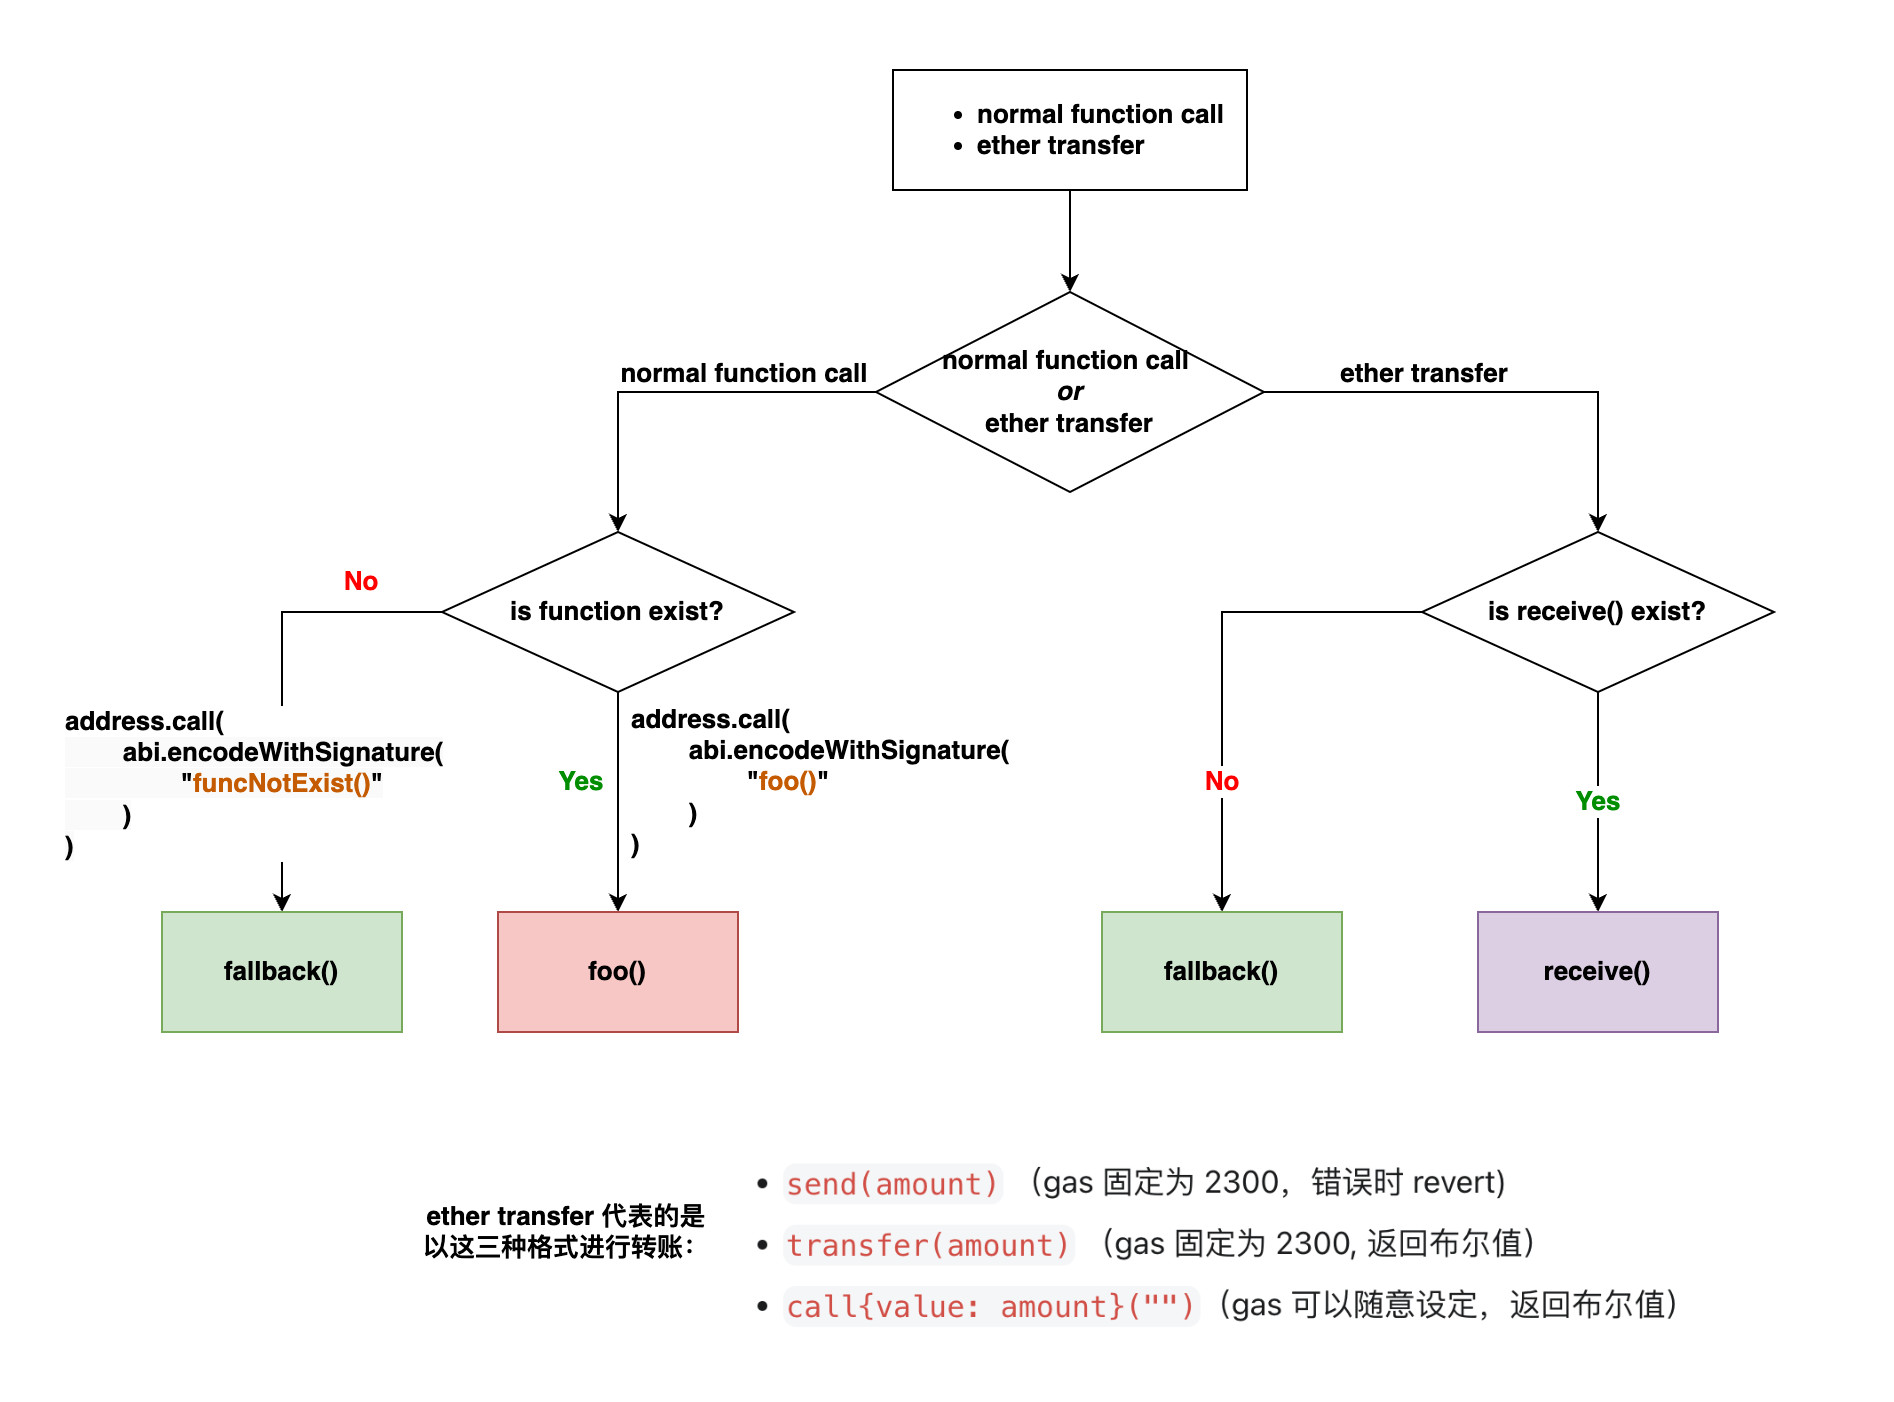 • normal function call
• ether transfer
normal function call
or
ether transfer
normal function call
ether transfer
is function exist?
is receive() exist?
No
address.call(
abi.encodeWithSignature(
"funcNotExist()"
)
)
Yes
address.call(
abi.encodeWithSignature(
"foo()"
)
)
No
Yes
fallback()
foo()
fallback()
receive()
ether transfer 代表的是
以这三种格式进行转账：
• send(amount) （gas 固定为 2300，错误时 revert)
• transfer(amount) （gas 固定为 2300, 返回布尔值）
• call{value: amount}("")（gas 可以随意设定，返回布尔值）